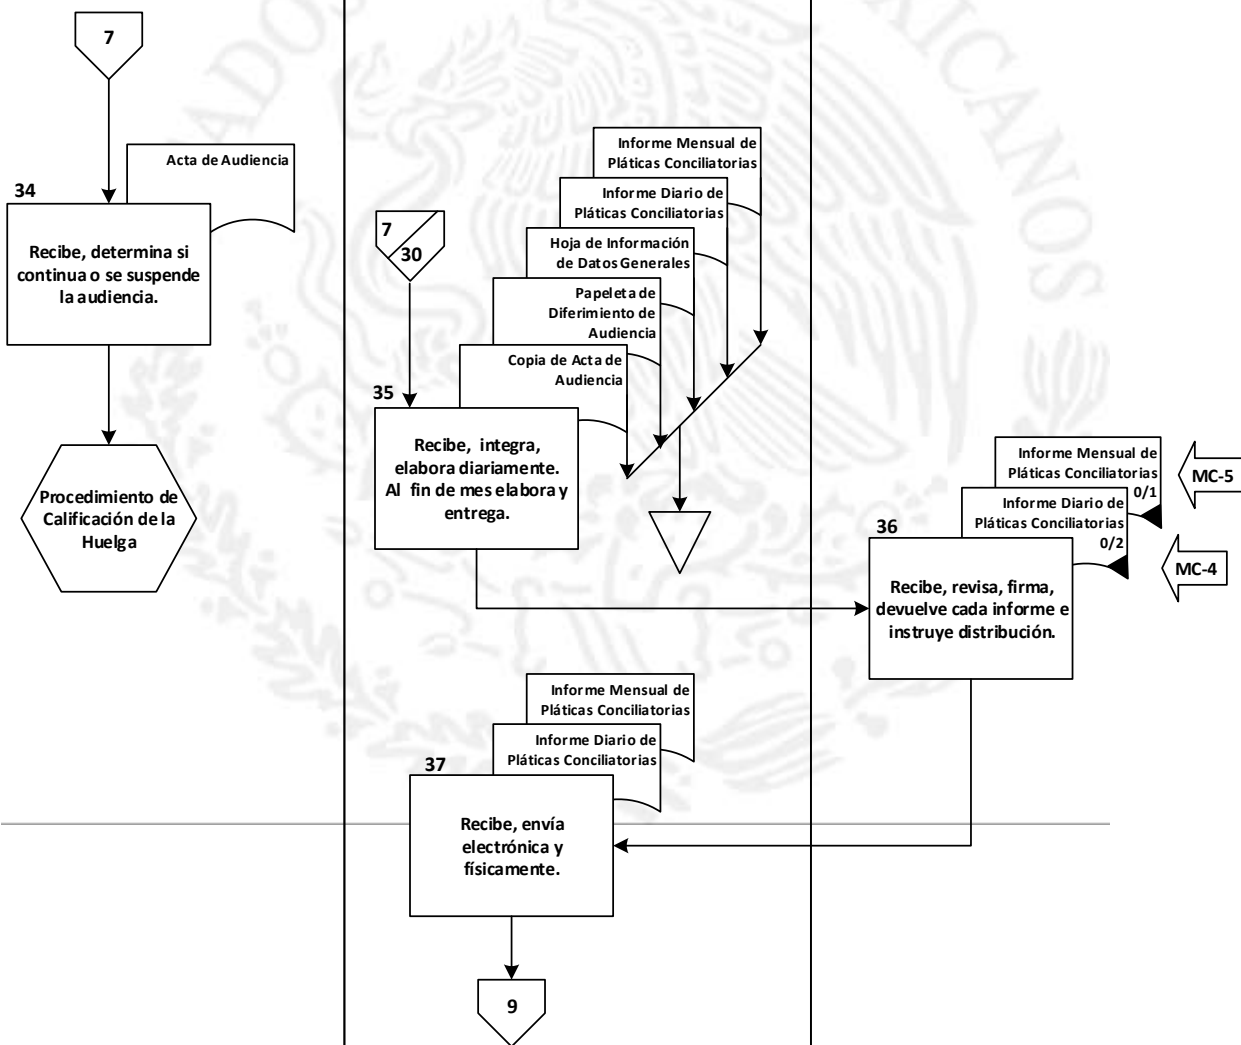 ADOS
XICANOS
7
Acta de Audiencia
34
Recibe, determina si
continua o se suspende
la audiencia.
Procedimiento de
Calificación de la
Huelga
7
30
Informe Mensual de
Pláticas Conciliatorias
Informe Diario de
Pláticas Conciliatorias
Hoja de Información
de Datos Generales
Papeleta de
Diferimiento de
Audiencia
Copia de Acta de
Audiencia
35
Recibe, integra,
elabora diariamente.
Al fin de mes elabora y
entrega.
Informe Mensual de
Pláticas Conciliatorias
0/1
MC-5
Informe Diario de
Pláticas Conciliatorias
0/2
MC-4
36
Recibe, revisa, firma,
devuelve cada informe e
instruye distribución.
Informe Mensual de
Pláticas Conciliatorias
Informe Diario de
Pláticas Conciliatorias
37
Recibe, envía
electrónica y
físicamente.
9